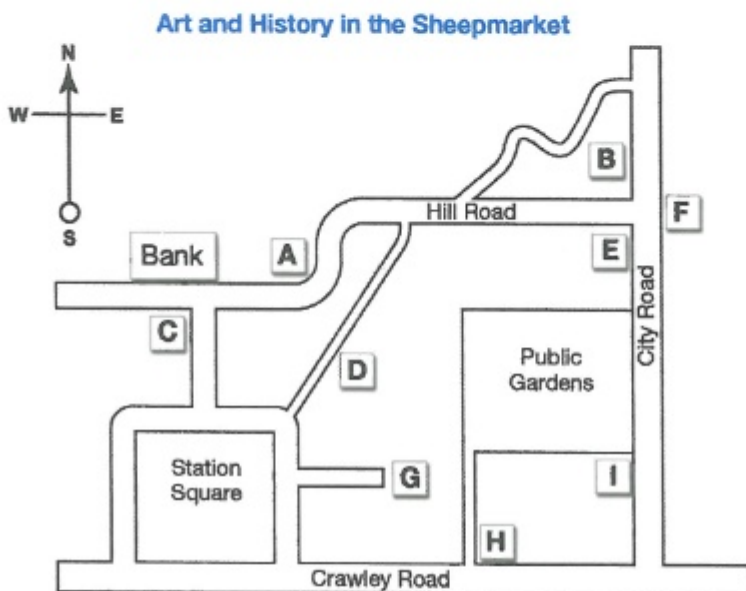 Art and History in the Sheepmarket
N
W E
S
B
Hill Road
F
Bank
A
E
C
City Road
D
Public
Gardens
Station
Square
G
I
H
Crawley Road